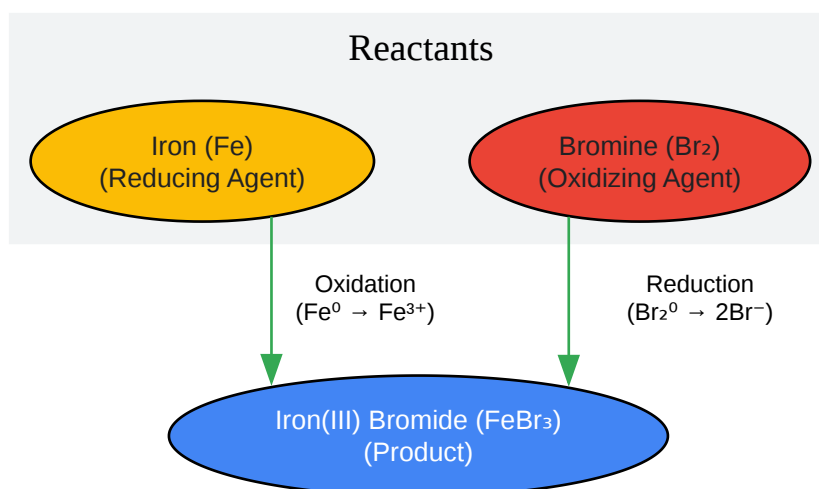 Reactants
Iron (Fe)
(Reducing Agent)
Bromine (Br₂)
(Oxidizing Agent)
Oxidation
(Fe⁰ → Fe³⁺)
Reduction
(Br₂⁰ → 2Br⁻)
Iron(III) Bromide (FeBr₃)
(Product)